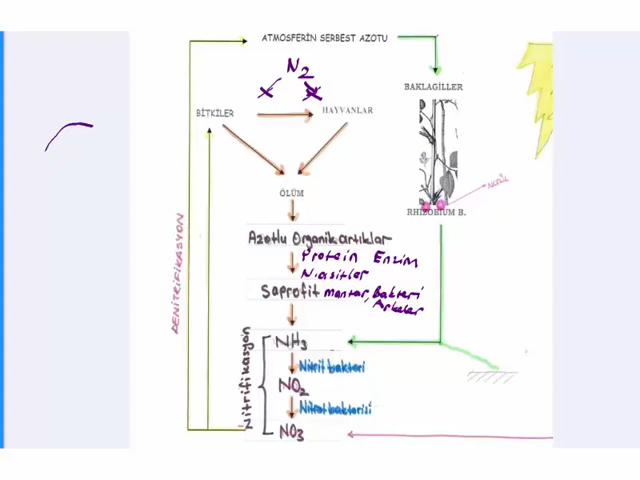 ATMOSFERİN SERBEST AZOTU
N2
BAKLAGİLLER
BİTKİLER
HAYVANLAR
ÖLÜM
RHIZOBIUM B.
Azotlu Organik artıklar
Protein Enzim
N.asitler
Saprofit mantar, Bakteri
Arkeler
DENİTRİFİKASYON
Nitrifikasyon
NH3
Nitrit bakteri
NO2
Nitrat bakterisi
NO3